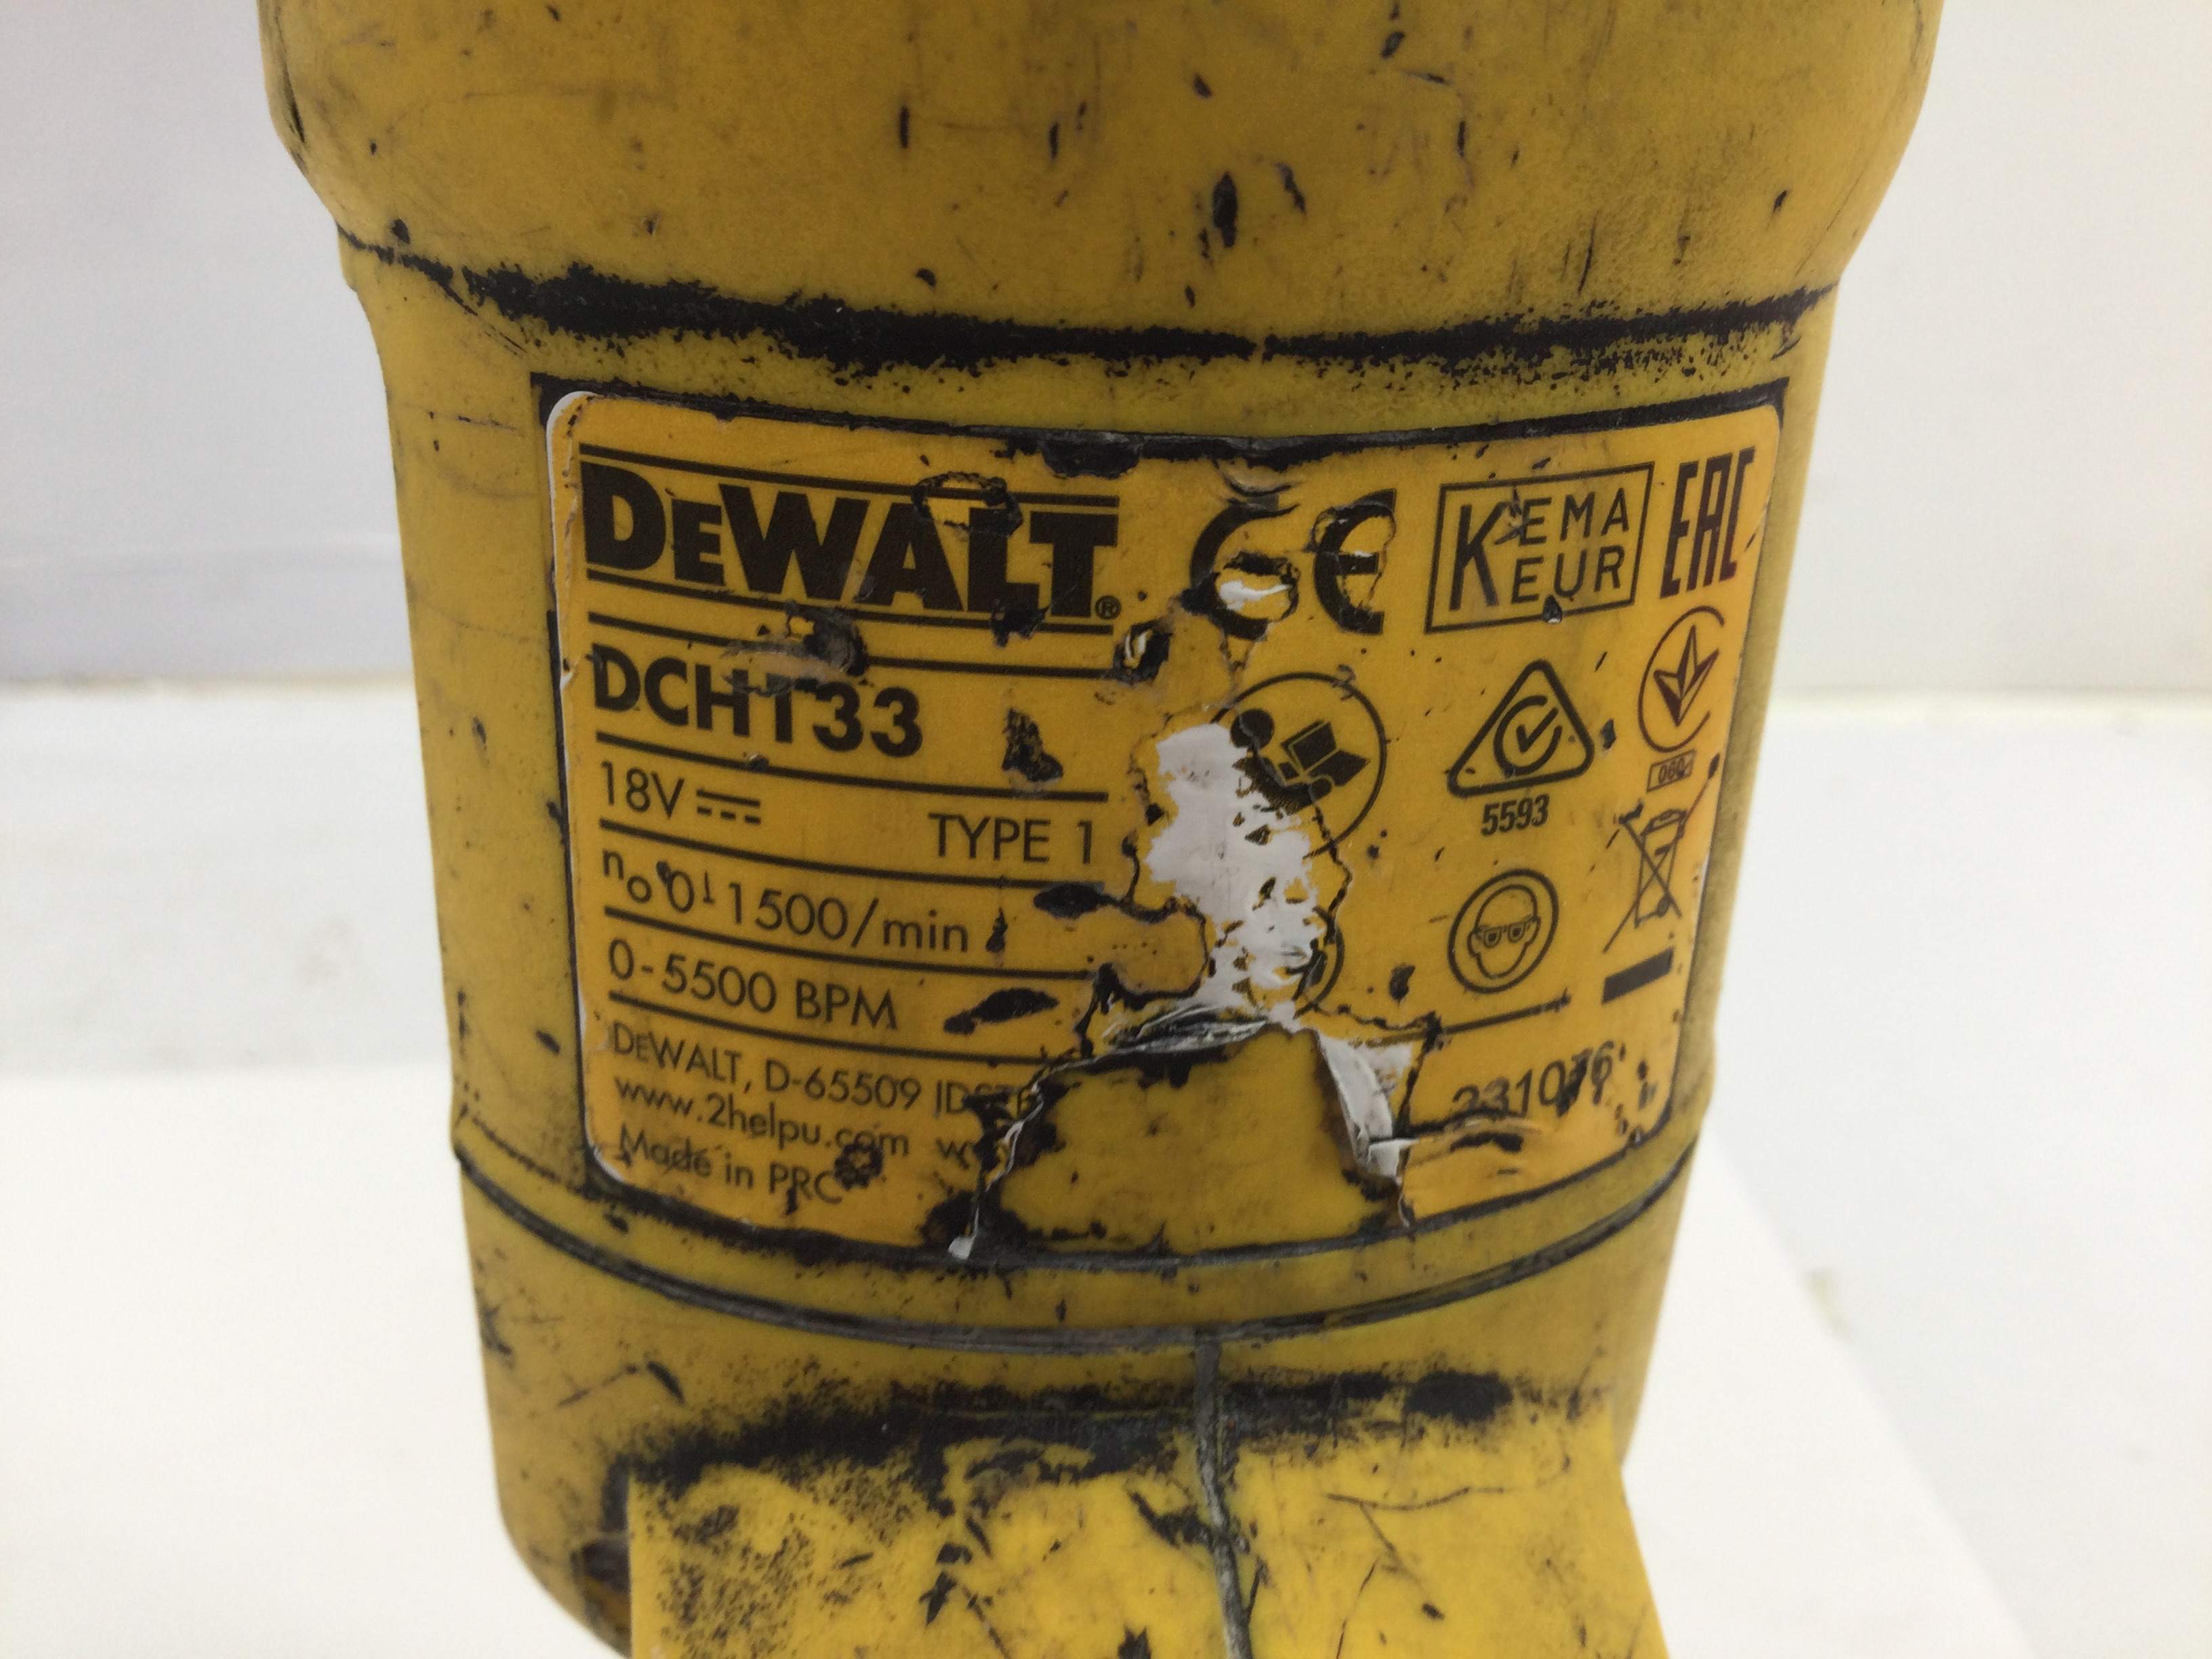 DEWALT®
CE
KEMA
EUR
EAC
DCH133
18V
TYPE 1
5593
n₀ 0-1500/min
0-5500 BPM
DEWALT, D-65509
www.2helpu.com
Made in PRC